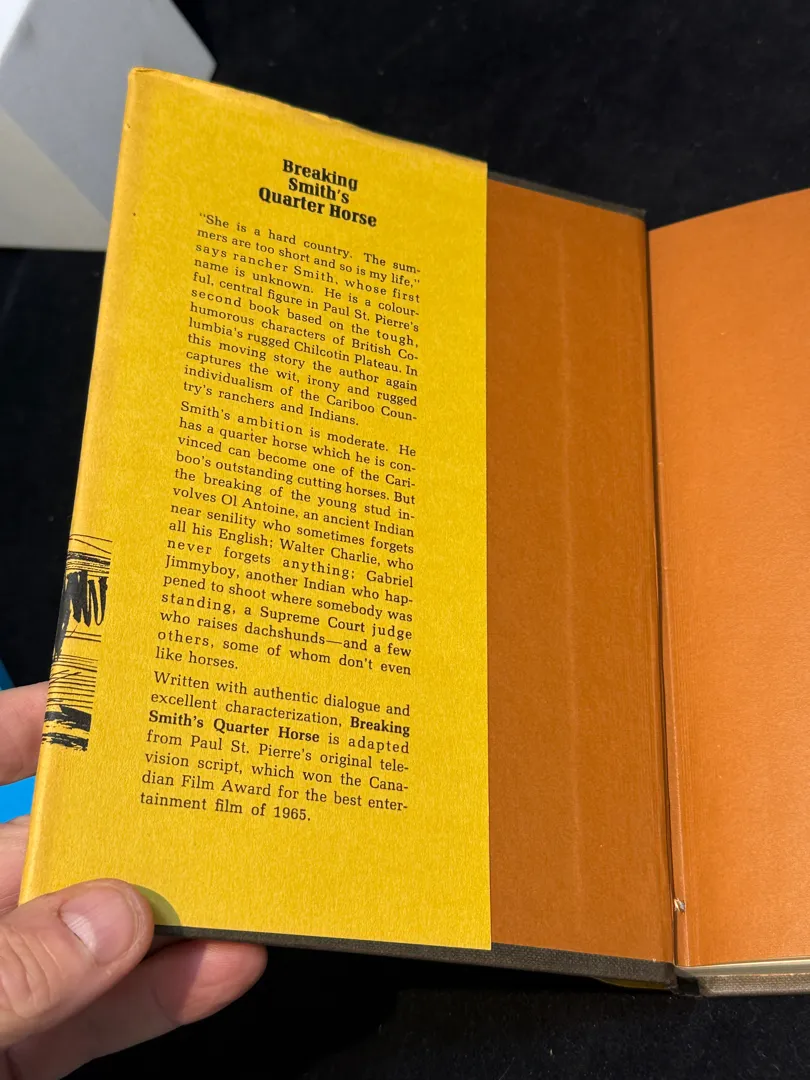 Breaking
Smith's
Quarter Horse
"She is a hard country. The sum-
mers are too short and so is my life,"
says rancher Smith, whose first
name is unknown. He is a colour-
ful, central figure in Paul St. Pierre's
second book based on the tough,
humorous characters of British Co-
lumbia's rugged Chilcotin Plateau. In
this moving story the author again
captures the wit, irony and rugged
individualism of the Cariboo Coun-
try's ranchers and Indians.
Smith's ambition is moderate. He
has a quarter horse which he is con-
vinced can become one of the Cari-
boo's outstanding cutting horses. But
the breaking of the young stud in-
volves Ol Antoine, an ancient Indian
near senility who sometimes forgets
all his English; Walter Charlie, who
never forgets anything; Gabriel
Jimmyboy, another Indian who hap-
pened to shoot where somebody was
standing, a Supreme Court judge
who raises dachshunds—and a few
others, some of whom don't even
like horses.
Written with authentic dialogue and
excellent characterization, Breaking
Smith's Quarter Horse is adapted
from Paul St. Pierre's original tele-
vision script, which won the Cana-
dian Film Award for the best enter-
tainment film of 1965.